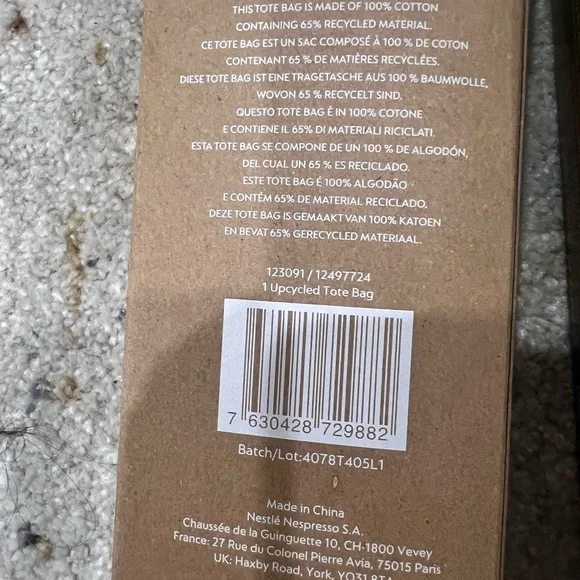 THIS TOTE BAG IS MADE OF 100% COTTON
CONTAINING 65% RECYCLED MATERIAL.
CE TOTE BAG EST UN SAC COMPOSÉ À 100 % DE COTON
CONTENANT 65 % DE MATIÈRES RECYCLÉES.
DIESE TOTE BAG IST EINE TRAGETASCHE AUS 100 % BAUMWOLLE,
WOVON 65 % RECYCELT SIND.
QUESTO TOTE BAG È IN 100% COTONE
E CONTIENE IL 65% DI MATERIALI RICICLATI.
ESTA TOTE BAG SE COMPONE DE UN 100 % DE ALGODÓN,
DEL CUAL UN 65 % ES RECICLADO.
ESTE TOTE BAG É 100% ALGODÃO
E CONTÉM 65% DE MATERIAL RECICLADO.
DEZE TOTE BAG IS GEMAAKT VAN 100% KATOEN
EN BEVAT 65% GERECYCLED MATERIAAL.
123091 / 12497724
1 Upcycled Tote Bag
7 630428 729882
Batch/Lot:4078T405L1
Made in China
Nestlé Nespresso S.A.
Chaussée de la Guinguette 10, CH-1800 Vevey
France: 27 Rue du Colonel Pierre Avia, 75015 Paris
UK: Haxby Road, York, YO31 8TA